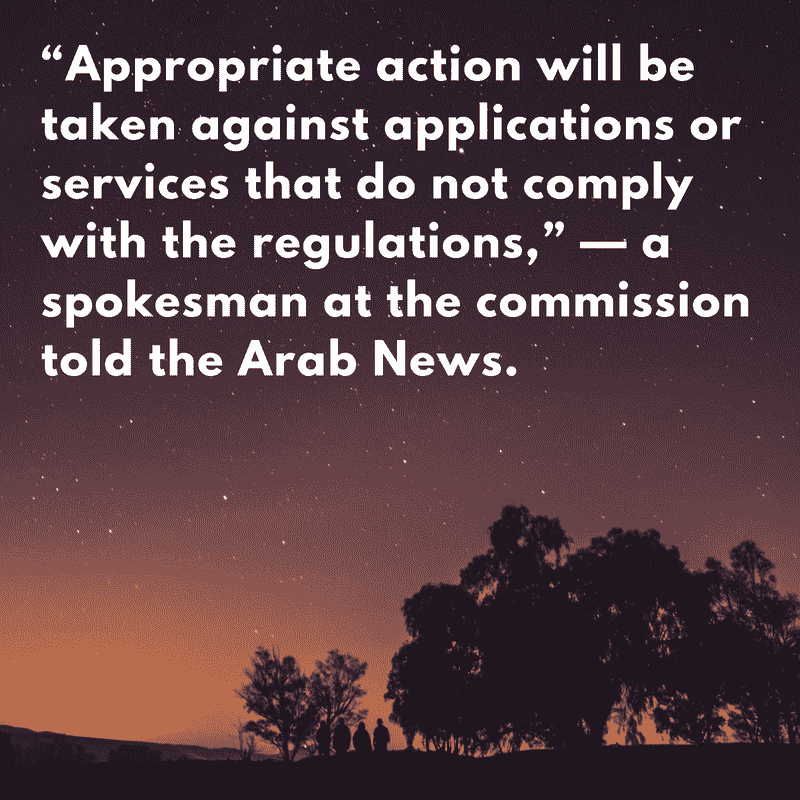 “Appropriate action will be
taken against applications or
services that do not comply
with the regulations,” — a
spokesman at the commission
told the Arab News.